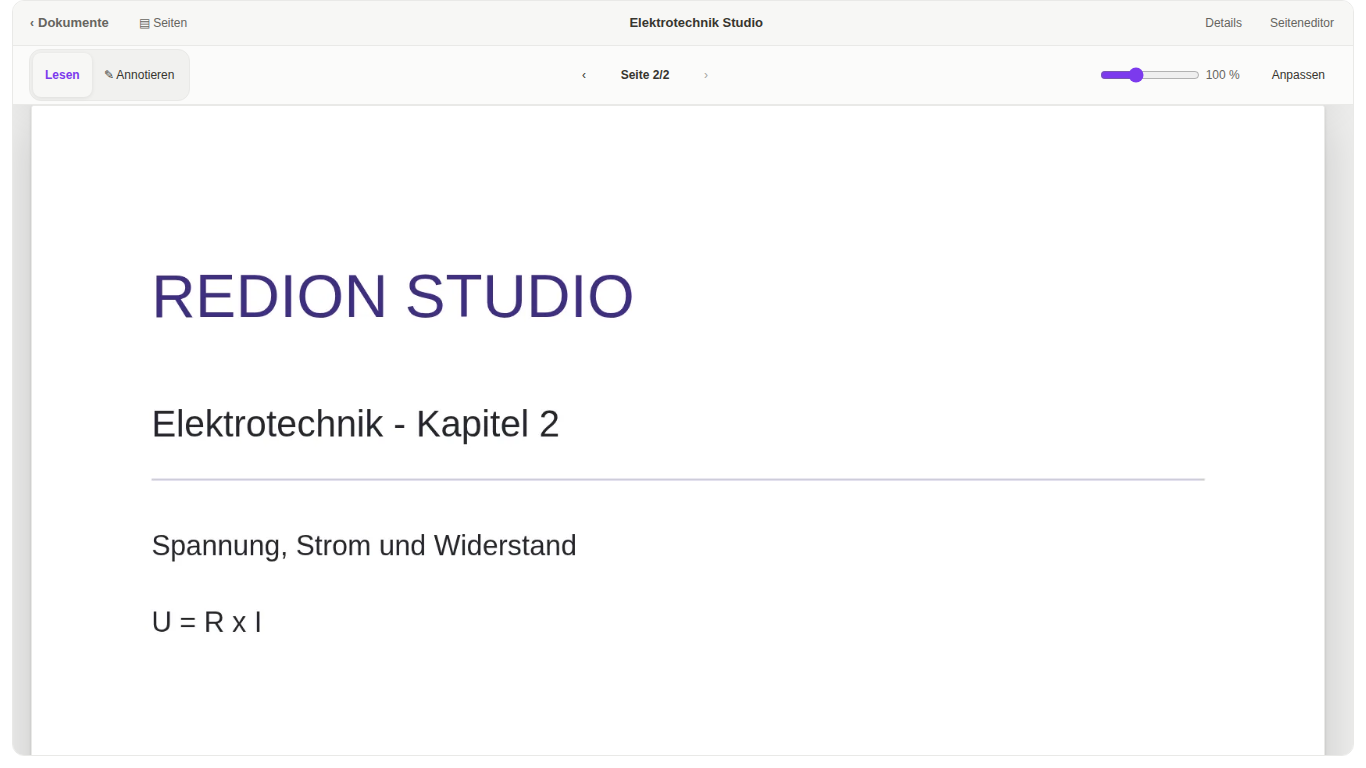 ‹ Dokumente ▤ Seiten Elektrotechnik Studio Details Seiteneditor
Lesen ✎ Annotieren ‹ Seite 2/2 › 100 % Anpassen
REDION STUDIO
Elektrotechnik - Kapitel 2
Spannung, Strom und Widerstand
U = R x I